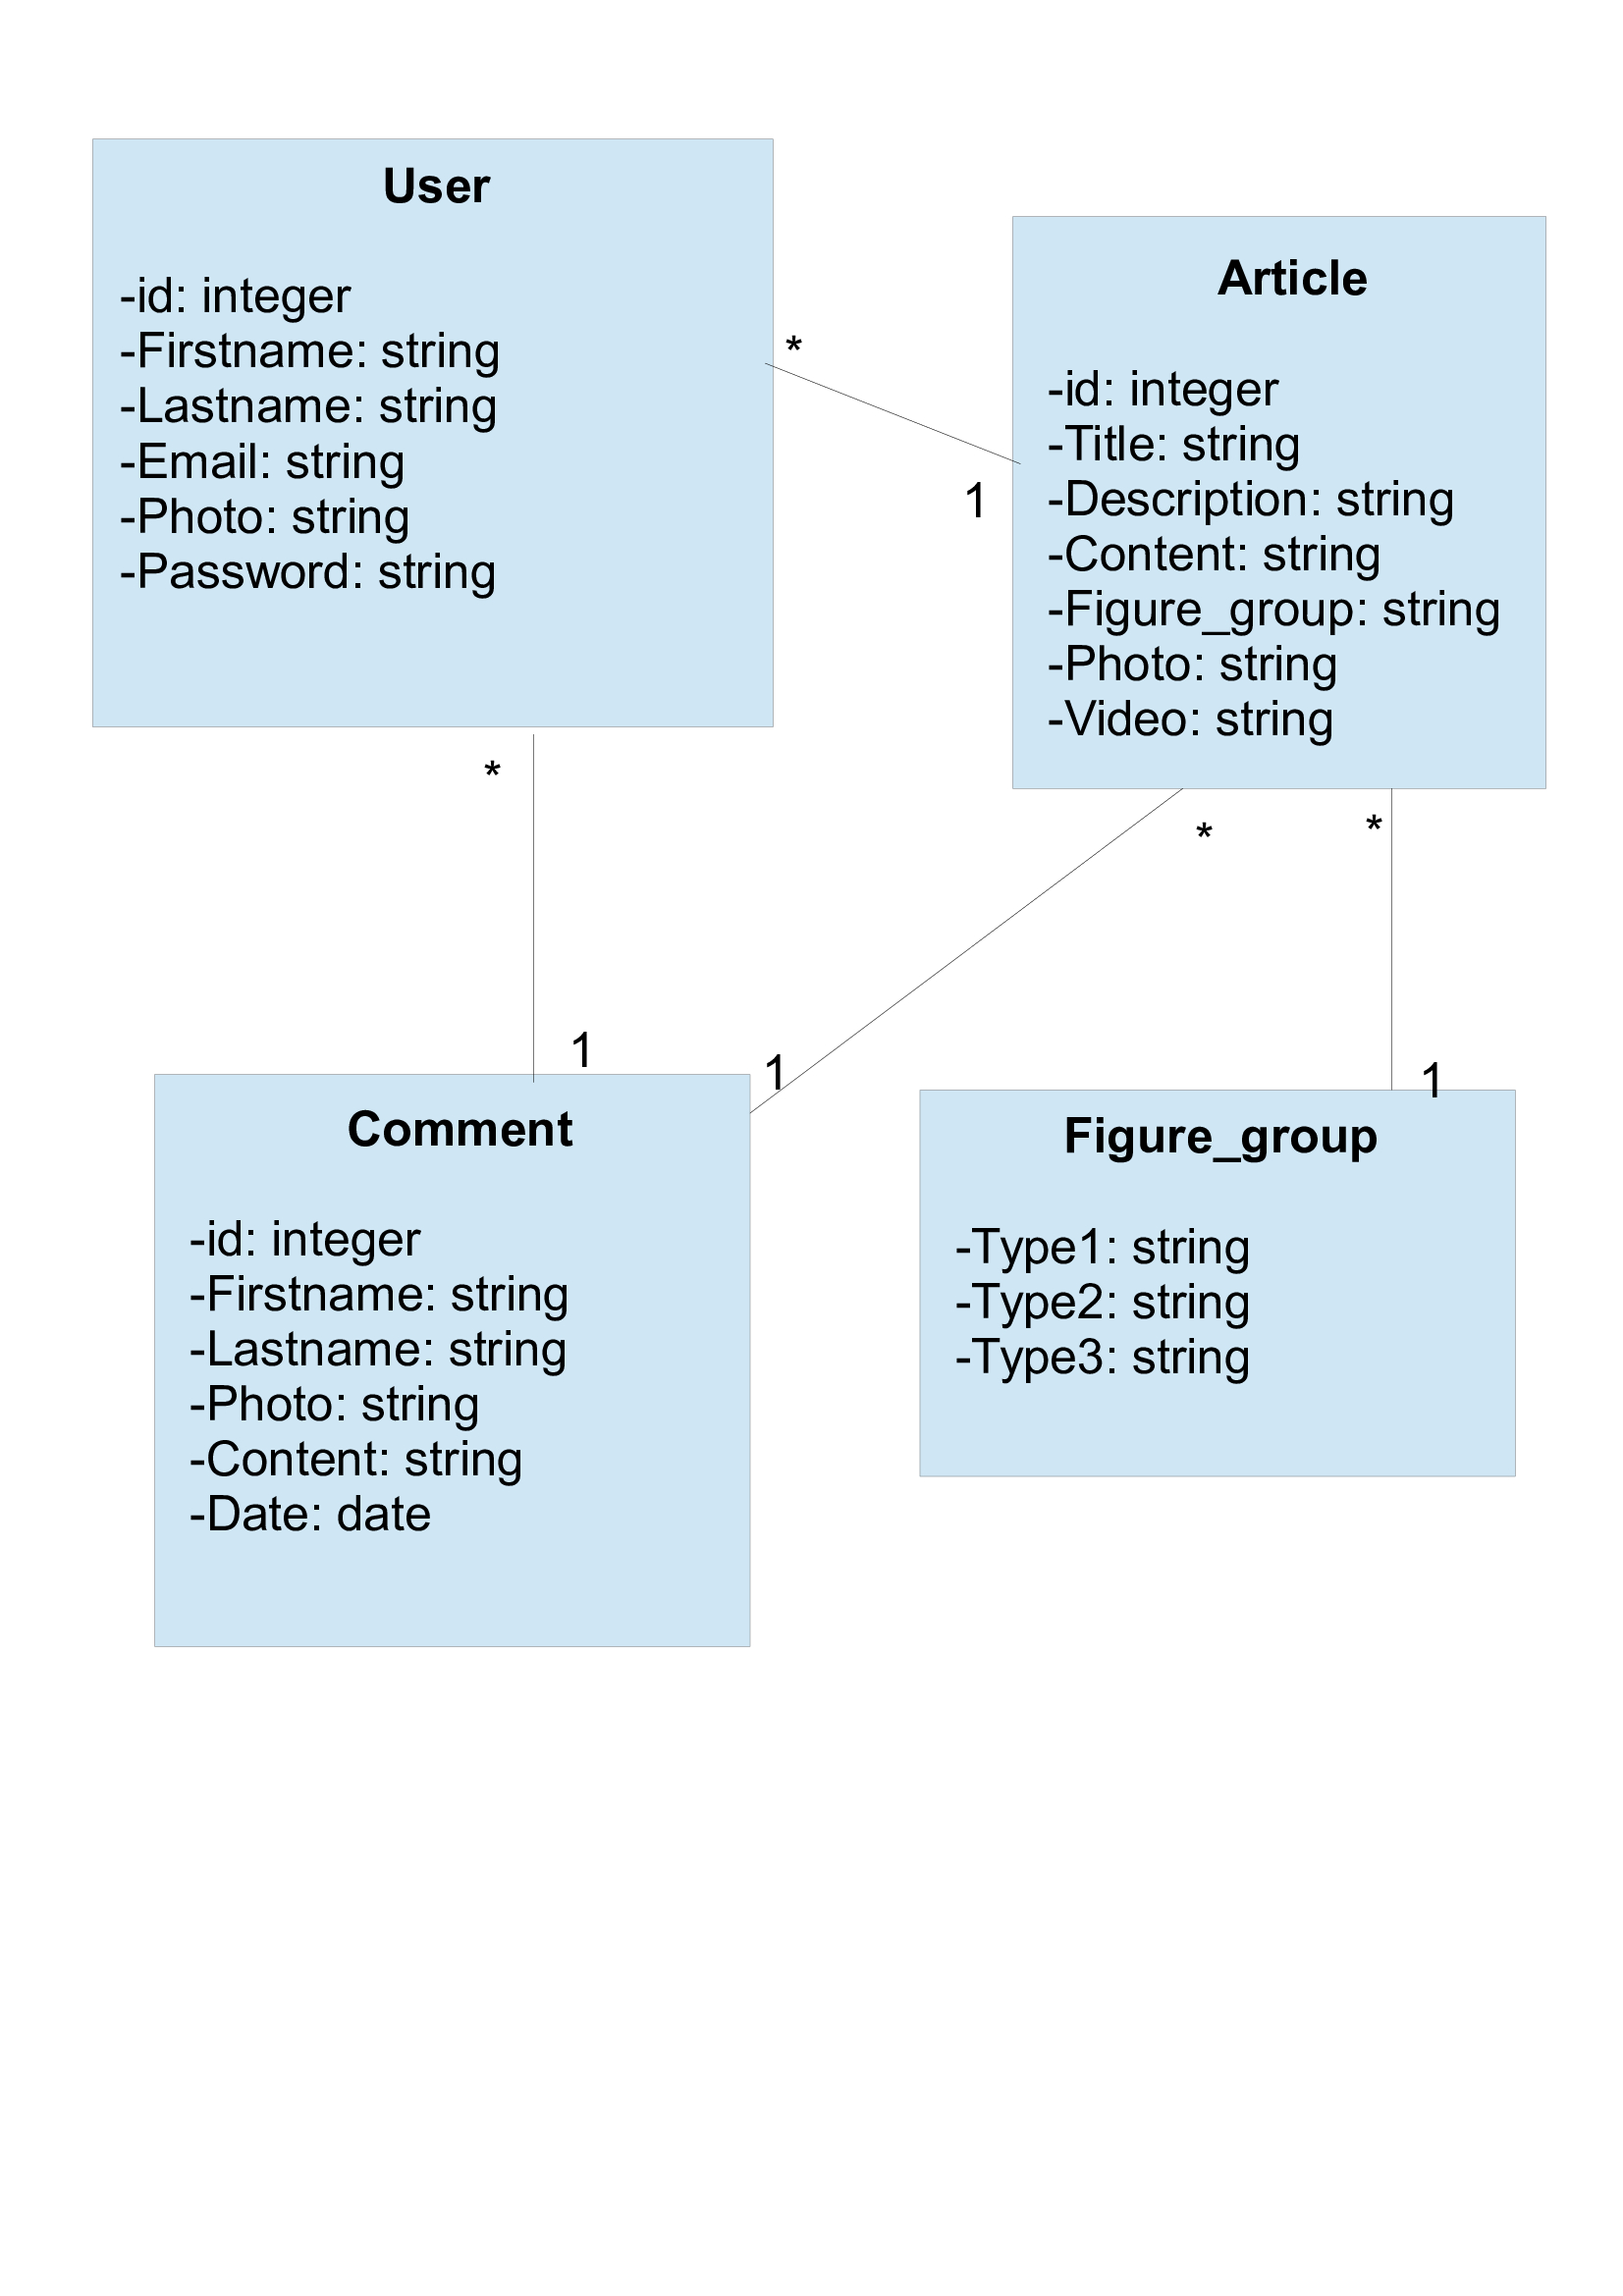 User
-id: integer
-Firstname: string
-Lastname: string
-Email: string
-Photo: string
-Password: string
*
1
Article
-id: integer
-Title: string
-Description: string
-Content: string
-Figure_group: string
-Photo: string
-Video: string
*
1
*
1
*
1
Comment
-id: integer
-Firstname: string
-Lastname: string
-Photo: string
-Content: string
-Date: date
Figure_group
-Type1: string
-Type2: string
-Type3: string